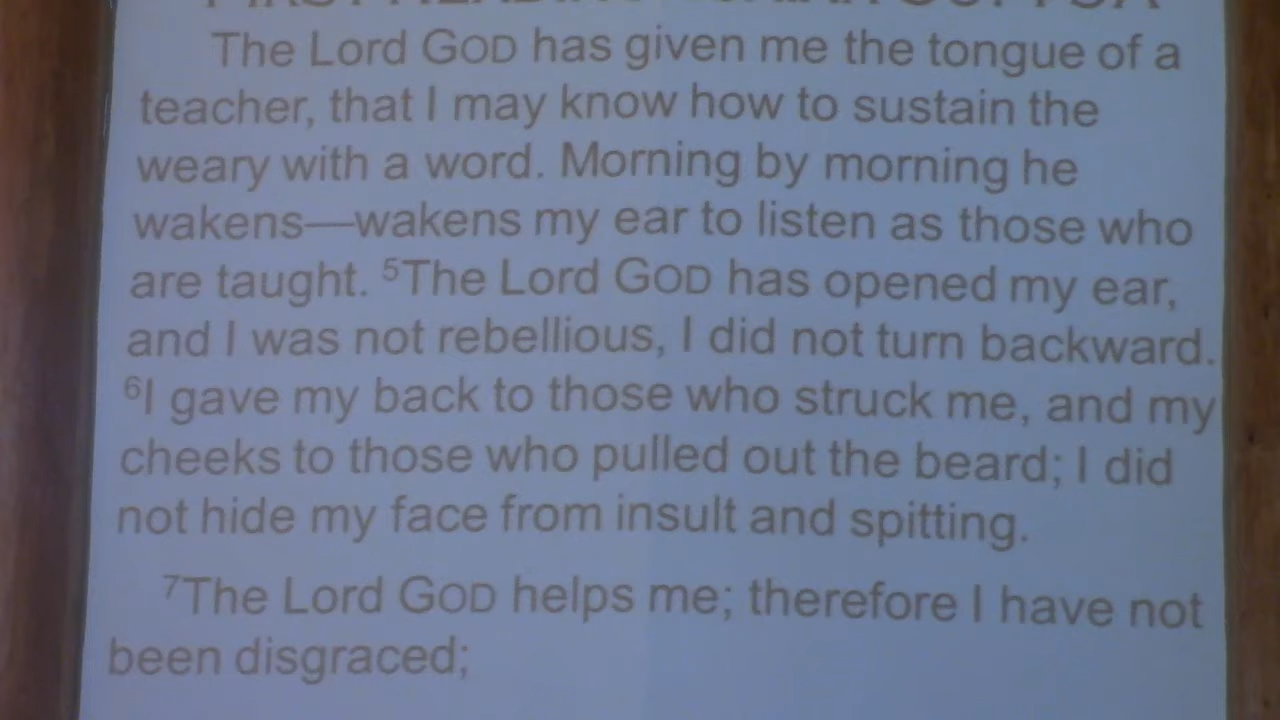 FIRST READING
The Lord GOD has given me the tongue of a
teacher, that I may know how to sustain the
weary with a word. Morning by morning he
wakens—wakens my ear to listen as those who
are taught. ⁵The Lord GOD has opened my ear,
and I was not rebellious, I did not turn backward.
⁶I gave my back to those who struck me, and my
cheeks to those who pulled out the beard; I did
not hide my face from insult and spitting.
⁷The Lord GOD helps me; therefore I have not
been disgraced;